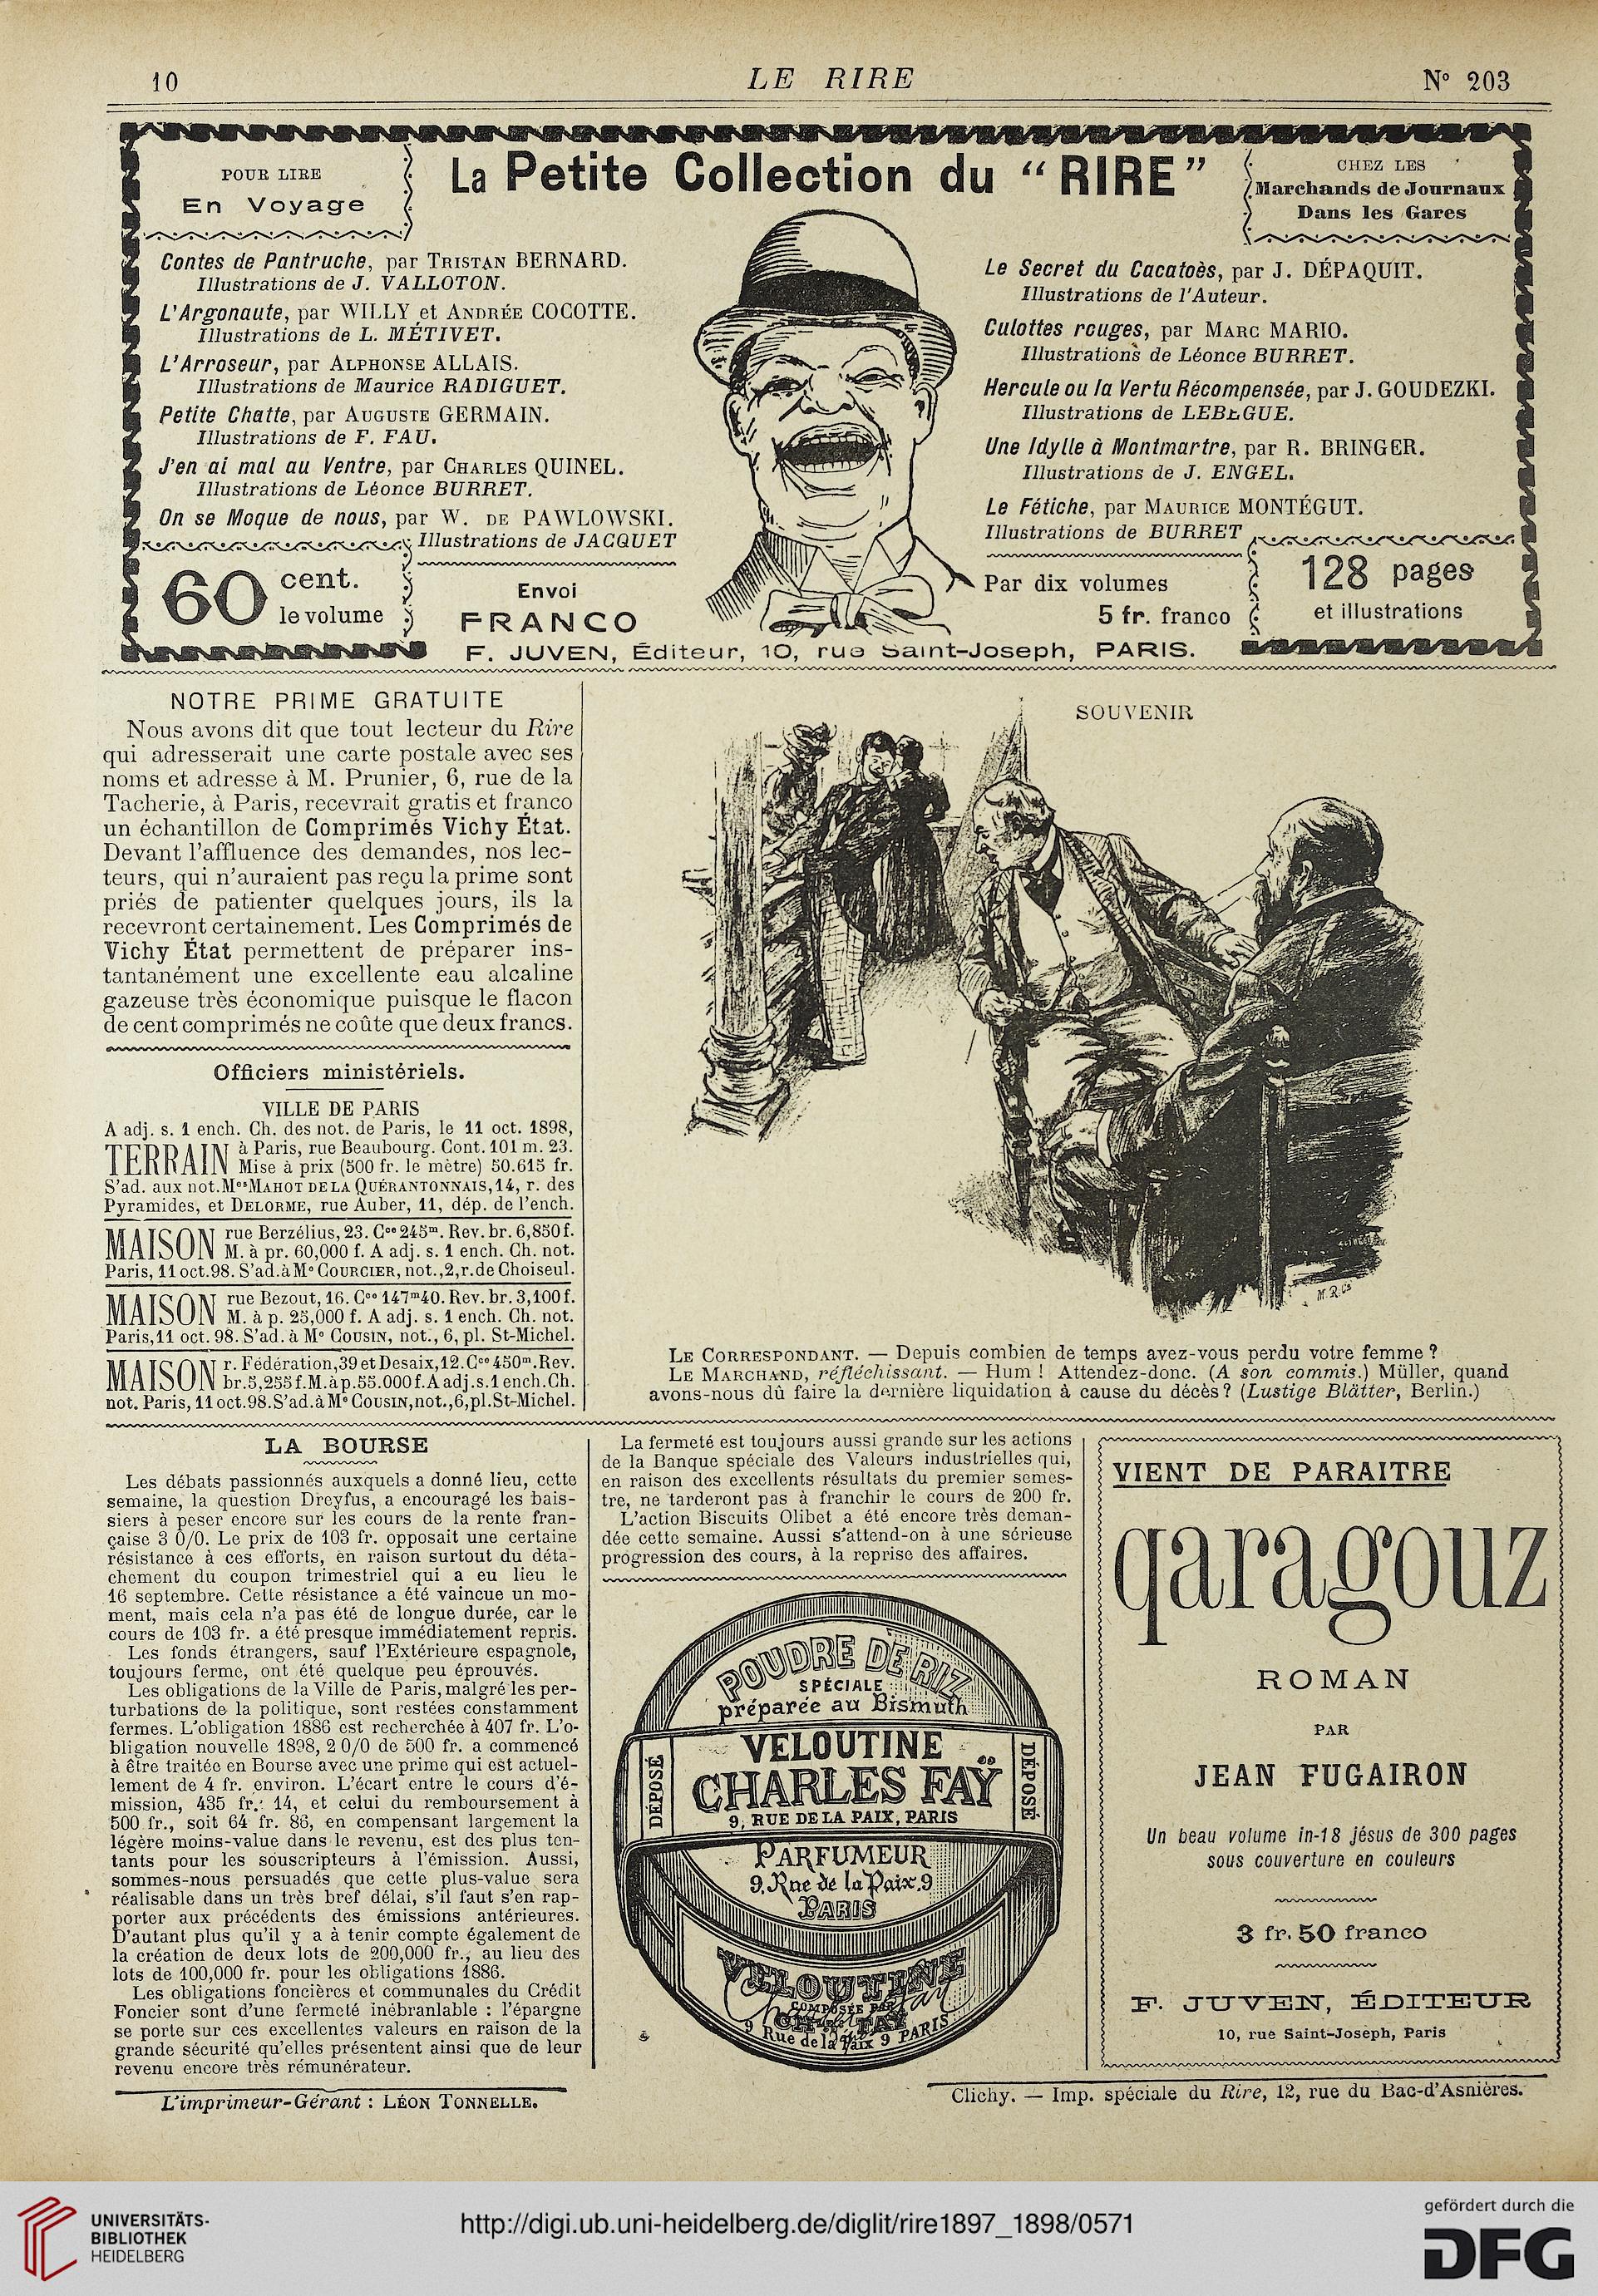 10
LE RIRE
N° 203
POUR LIRE
En Voyage
La Petite Collection du “ RIRE ”
CHEZ LES
Marchands de Journaux
Dans les Gares
Contes de Pantruche, par TRISTAN BERNARD.
Illustrations de J. VALLOTON.
L'Argonaute, par WILLY et ANDRÉE COCOTTE.
Illustrations de L. MÉTIVET.
L'Arroseur, par ALPHONSE ALLAIS.
Illustrations de Maurice RADIGUET.
Petite Chatte, par AUGUSTE GERMAIN.
Illustrations de F. FAU.
J'en ai mal au Ventre, par CHARLES QUINEL.
Illustrations de Léonce BURRET.
On se Moque de nous, par W. DE PAWLOWSKI.
Illustrations de JACQUET
60 cent.
le volume
Envoi
FRANCO
Le Secret du Cacatoès, par J. DÉPAQUIT.
Illustrations de l'Auteur.
Culottes rouges, par MARC MARIO.
Illustrations de Léonce BURRET.
Hercule ou la Vertu Récompensée, par J. GOUDEZKI.
Illustrations de LEBÈGUE.
Une Idylle à Montmartre, par R. BRINGER.
Illustrations de J. ENGEL.
Le Fétiche, par MAURICE MONTÉGUT.
Illustrations de BURRET
Par dix volumes
5 fr. franco
128 pages
et illustrations
F. JUVEN, Éditeur, 10, rue Saint-Joseph, PARIS.
NOTRE PRIME GRATUITE
Nous avons dit que tout lecteur du Rire
qui adresserait une carte postale avec ses
noms et adresse à M. Prunier, 6, rue de la
Tacherie, à Paris, recevrait gratis et franco
un échantillon de Comprimés Vichy État.
Devant l'affluence des demandes, nos lec-
teurs, qui n'auraient pas reçu la prime sont
priés de patienter quelques jours, ils la
recevront certainement. Les Comprimés de
Vichy État permettent de préparer ins-
tantanément une excellente eau alcaline
gazeuse très économique puisque le flacon
de cent comprimés ne coûte que deux francs.
Officiers ministériels.
VILLE DE PARIS
A adj. s. 1 ench. Ch. des not. de Paris, le 11 oct. 1898,
TERRAIN à Paris, rue Beaubourg. Cont. 101 m. 23.
Mise à prix (500 fr. le mètre) 50.615 fr.
S'ad. aux not. Mes MAHOT DE LA QUÉRANTONNAIS, 14, r. des
Pyramides, et DELORME, rue Auber, 11, dép. de l'ench.
MAISON rue Berzélius, 23. Cce 245m. Rev. br. 6,850 f.
M. à pr. 60,000 f. A adj. s. 1 ench. Ch. not.
Paris, 11 oct. 98. S'ad. à Me COURCIER, not., 2, r. de Choiseul.
MAISON rue Bezout, 16. Cce 147m40. Rev. br. 3,100 f.
M. à p. 25,000 f. A adj. s. 1 ench. Ch. not.
Paris, 11 oct. 98. S'ad. à Me COUSIN, not., 6, pl. St-Michel.
MAISON r. Fédération, 39 et Desaix, 12. Cce 450m. Rev.
br. 5,255 f. M. à p. 55.000 f. A adj. s. 1 ench. Ch.
not. Paris, 11 oct. 98. S'ad. à Me COUSIN, not., 6, pl. St-Michel.
SOUVENIR
LE CORRESPONDANT. — Depuis combien de temps avez-vous perdu votre femme ?
LE MARCHAND, réfléchissant. — Hum ! Attendez-donc. (A son commis.) Müller, quand
avons-nous dû faire la dernière liquidation à cause du décès ? (Lustige Blätter, Berlin.)
LA BOURSE
Les débats passionnés auxquels a donné lieu, cette
semaine, la question Dreyfus, a encouragé les bais-
siers à peser encore sur les cours de la rente fran-
çaise 3 0/0. Le prix de 103 fr. opposait une certaine
résistance à ces efforts, en raison surtout du déta-
chement du coupon trimestriel qui a eu lieu le
16 septembre. Cette résistance a été vaincue un mo-
ment, mais cela n'a pas été de longue durée, car le
cours de 103 fr. a été presque immédiatement repris.
Les fonds étrangers, sauf l'Extérieure espagnole,
toujours ferme, ont été quelque peu éprouvés.
Les obligations de la Ville de Paris, malgré les per-
turbations de la politique, sont restées constamment
fermes. L'obligation 1886 est recherchée à 407 fr. L'o-
bligation nouvelle 1898, 2 0/0 de 500 fr. a commencé
à être traitée en Bourse avec une prime qui est actuel-
lement de 4 fr. environ. L'écart entre le cours d'é-
mission, 435 fr. 14, et celui du remboursement à
500 fr., soit 64 fr. 86, en compensant largement la
légère moins-value dans le revenu, est des plus ten-
tants pour les souscripteurs à l'émission. Aussi,
sommes-nous persuadés que cette plus-value sera
réalisable dans un très bref délai, s'il faut s'en rap-
porter aux précédents des émissions antérieures.
D'autant plus qu'il y a à tenir compte également de
la création de deux lots de 200,000 fr., au lieu des
lots de 100,000 fr. pour les obligations 1886.
Les obligations foncières et communales du Crédit
Foncier sont d'une fermeté inébranlable : l'épargne
se porte sur ces excellentes valeurs en raison de la
grande sécurité qu'elles présentent ainsi que de leur
revenu encore très rémunérateur.
La fermeté est toujours aussi grande sur les actions
de la Banque spéciale des Valeurs industrielles qui,
en raison des excellents résultats du premier semes-
tre, ne tarderont pas à franchir le cours de 200 fr.
L'action Biscuits Olibet a été encore très deman-
dée cette semaine. Aussi s'attend-on à une sérieuse
progression des cours, à la reprise des affaires.
POUDRE DE RIZ
SPÉCIALE
préparée au Bismuth
VELOUTINE
CHARLES FAŸ
9, RUE DE LA PAIX, PARIS
DÉPOSÉ
DÉPOSÉ
PARFUMEUR
9, Rue de la Paix, 9
PARIS
VELOUTINE
COMPOSÉE PAR
CH. FAY
9 Rue de la Paix 9 PARIS
VIENT DE PARAITRE
qaragouz
ROMAN
PAR
JEAN FUGAIRON
Un beau volume in-18 jésus de 300 pages
sous couverture en couleurs
3 fr. 50 franco
F. JUVEN, ÉDITEUR
10, rue Saint-Joseph, Paris
L'imprimeur-Gérant : LÉON TONNELLE.
Clichy. — Imp. spéciale du Rire, 12, rue du Bac-d'Asnières.
UNIVERSITÄTS-
BIBLIOTHEK
HEIDELBERG
http://digi.ub.uni-heidelberg.de/diglit/rire1897_1898/0571
gefördert durch die
DFG